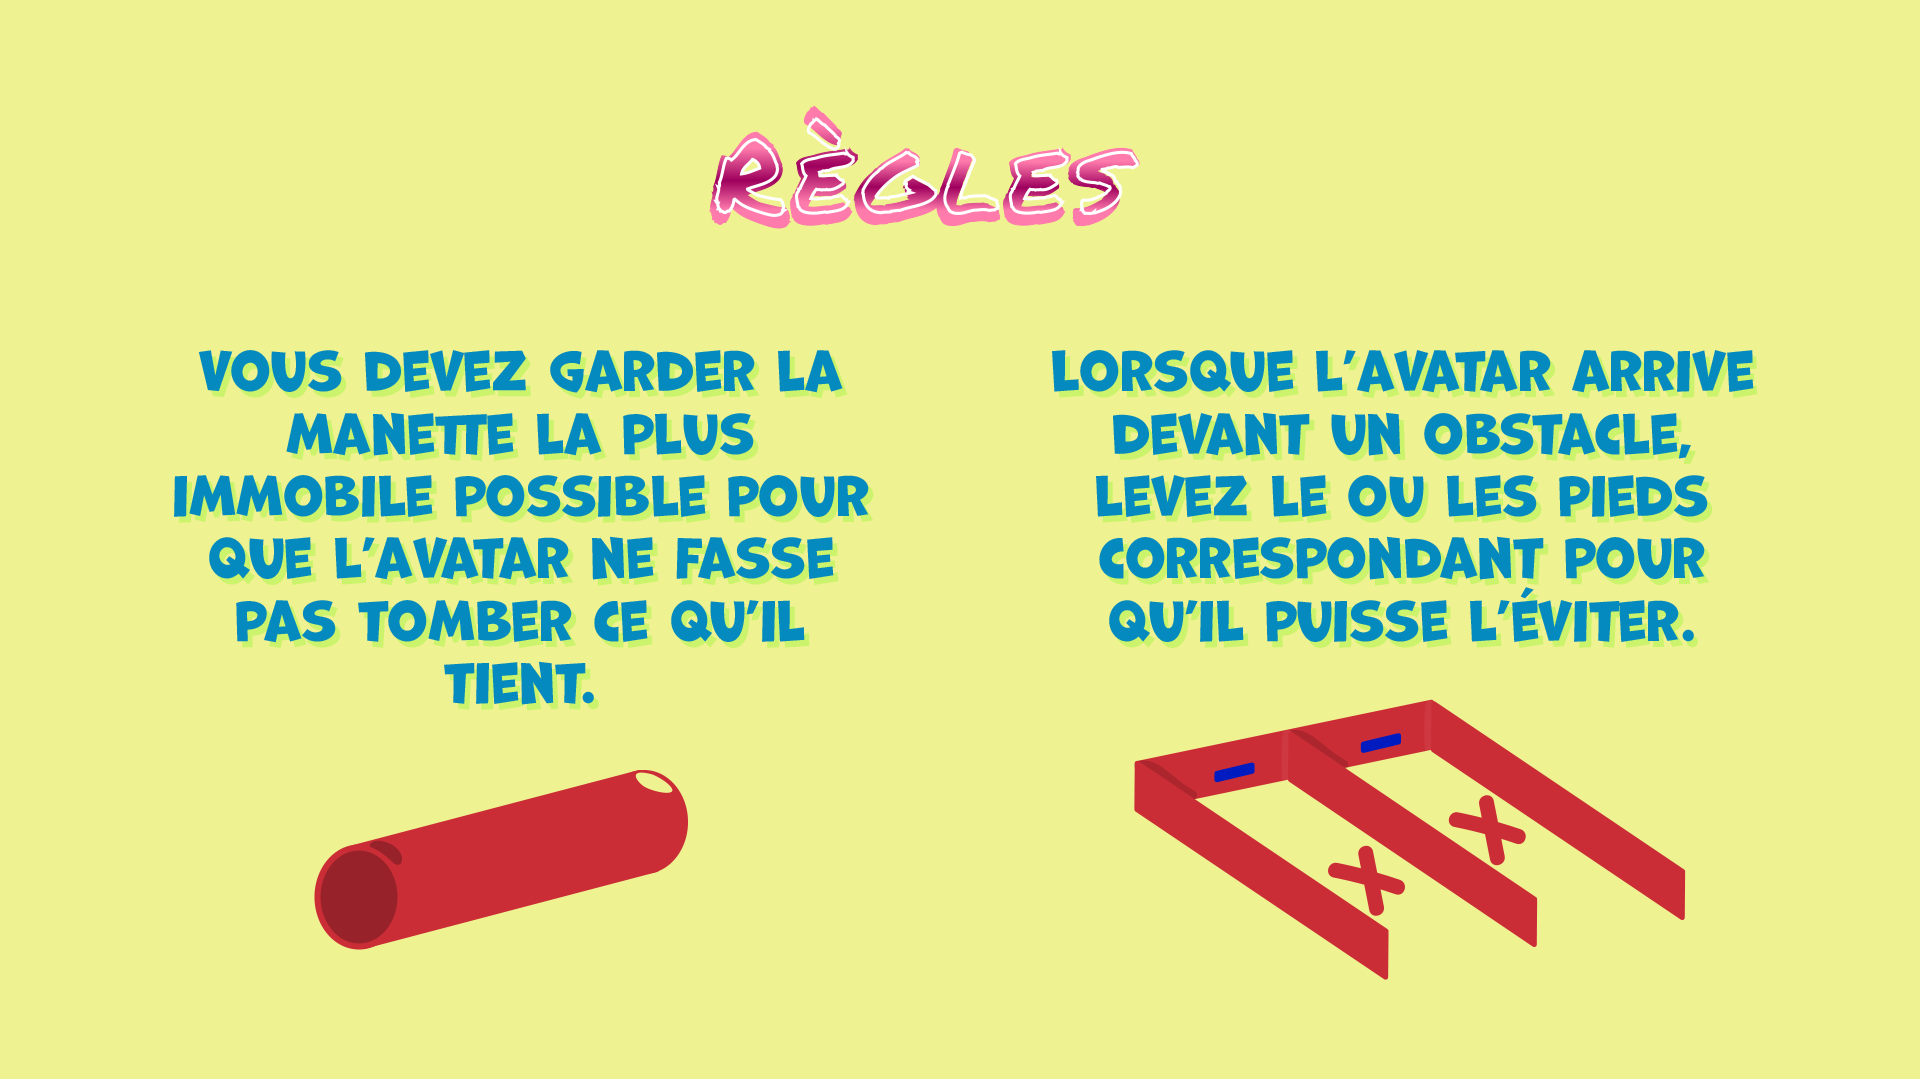 RÈGLES
VOUS DEVEZ GARDER LA
MANETTE LA PLUS
IMMOBILE POSSIBLE POUR
QUE L'AVATAR NE FASSE
PAS TOMBER CE QU'IL
TIENT.
LORSQUE L'AVATAR ARRIVE
DEVANT UN OBSTACLE,
LEVEZ LE OU LES PIEDS
CORRESPONDANT POUR
QU'IL PUISSE L'ÉVITER.